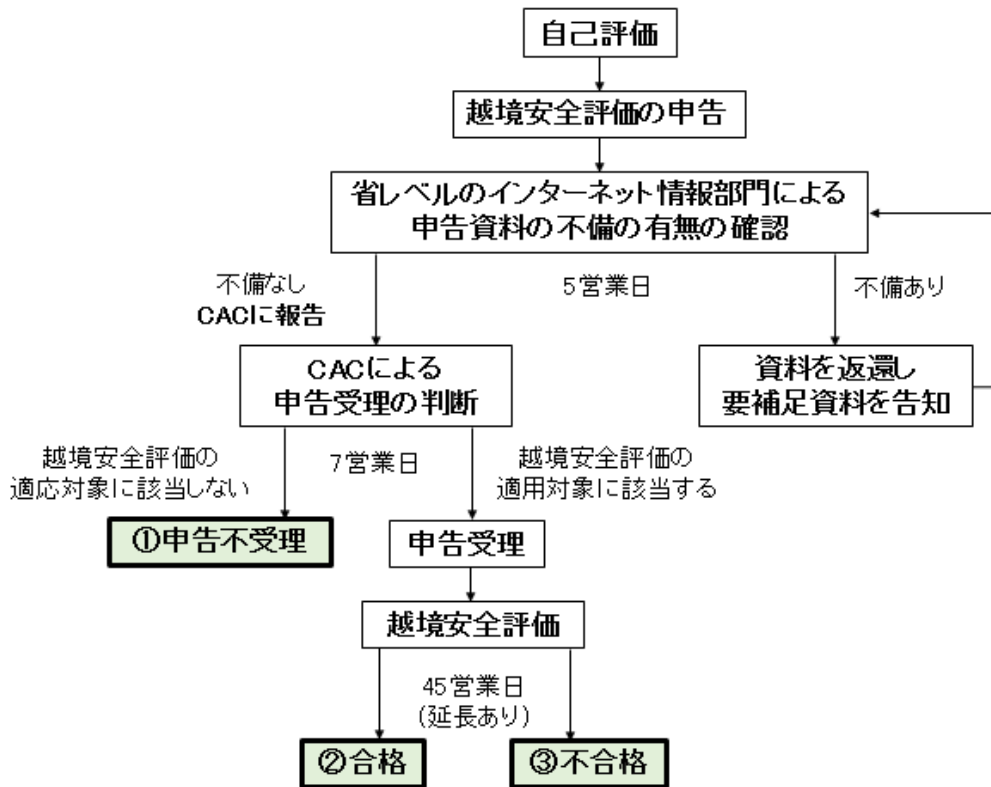 自己評価
越境安全評価の申告
省レベルのインターネット情報部門による
申告資料の不備の有無の確認
不備なし
CACに報告
5営業日
不備あり
CACによる
申告受理の判断
資料を返還し
要補足資料を告知
越境安全評価の
適応対象に該当しない
7営業日
越境安全評価の
適用対象に該当する
①申告不受理
申告受理
越境安全評価
45営業日
(延長あり)
②合格
③不合格